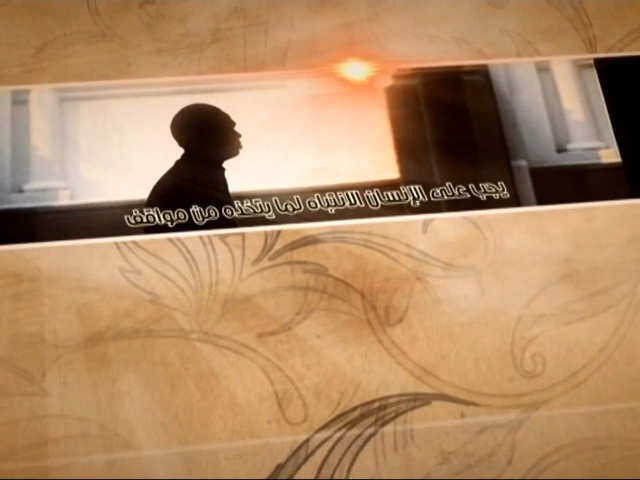 يجب على الإنسان الانتباه لما يتخذه من مواقف